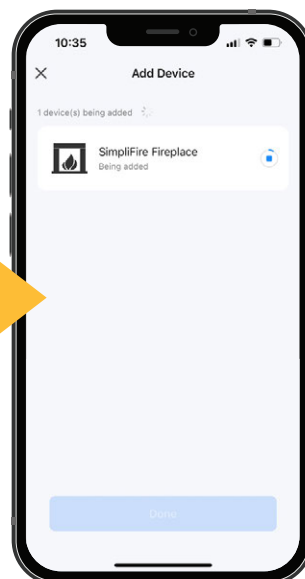 10:35
Add Device
1 device(s) being added
SimpliFire Fireplace
Being added
Done